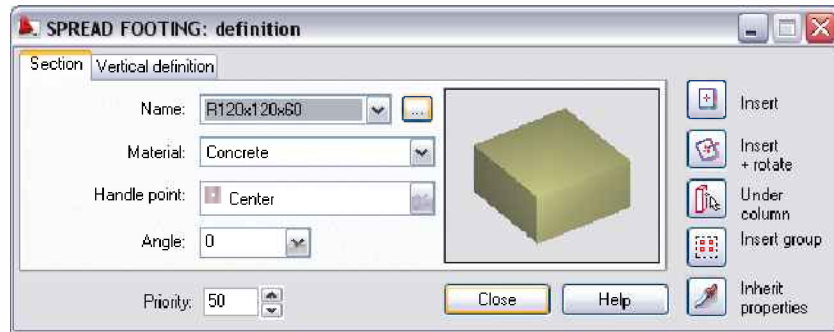 SPREAD FOOTING: definition
Section Vertical definition
Name: R120x120x60 ...
Material: Concrete
Handle point: Center
Angle: 0
Priority: 50
Close Help
Insert
Insert
+ rotate
Under
column
Insert group
Inherit
properties